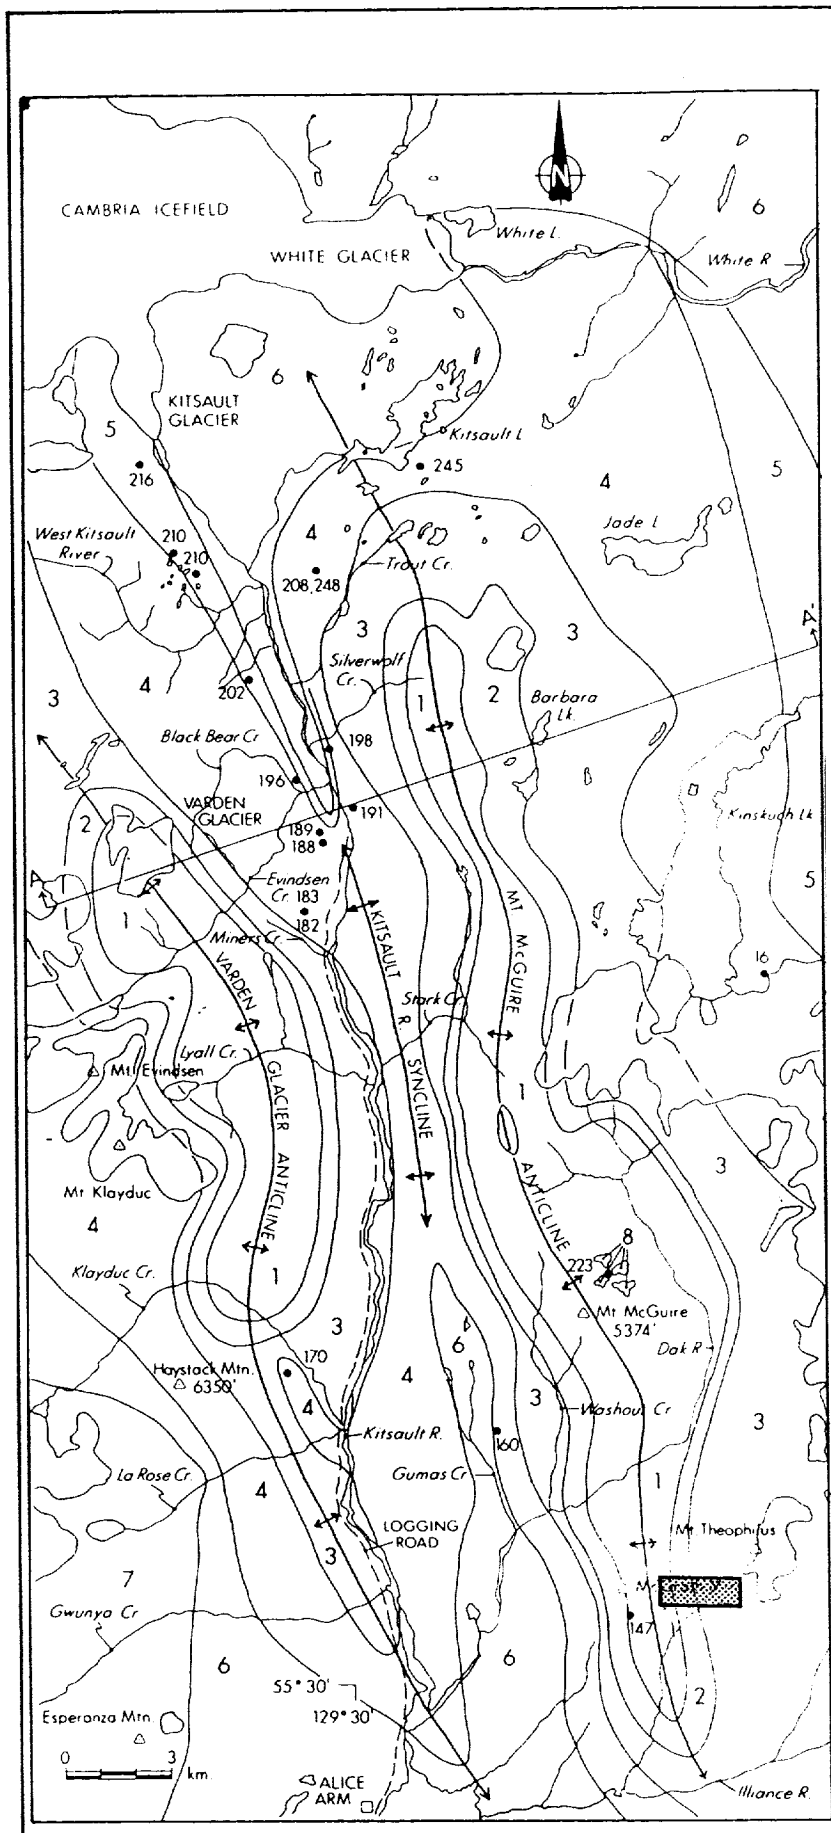 N
CAMBRIA ICEFIELD
White L.
6
WHITE GLACIER
White R.
6
KITSAULT
GLACIER
5
Kitsault L
216
245
5
4
West Kitsault
River
210
210
4
Jade L
Trout Cr.
208,248
3
3
A'
Silverwolf
Cr.
4
3
202
1
2
Barbara
Lk.
Black Bear Cr
198
196
VARDEN
GLACIER
191
Kinskuch Lk
2
189
188
A
Evindsen
Cr.
183
182
5
1
Miners Cr.
16
KITSAULT R. SYNCLINE
MT McGUIRE ANTICLINE
VARDEN GLACIER ANTICLINE
Stark Cr
Lyall Cr.
Mt. Evindsen
1
3
Mt Klayduc
4
8
223
Klayduc Cr.
1
Mt McGuire
5374'
3
Dak R
6
170
Haystack Mtn.
6350'
4
3
4
3
Washout Cr
Kitsault R.
160
La Rose Cr.
Gumas Cr
4
1
LOGGING
ROAD
Mt Theophilus
3
7
Gwunya Cr
147
6
6
55° 30'
2
129° 30'
Esperanza Mtn.
0 3
km.
ALICE
ARM
Illiance R.